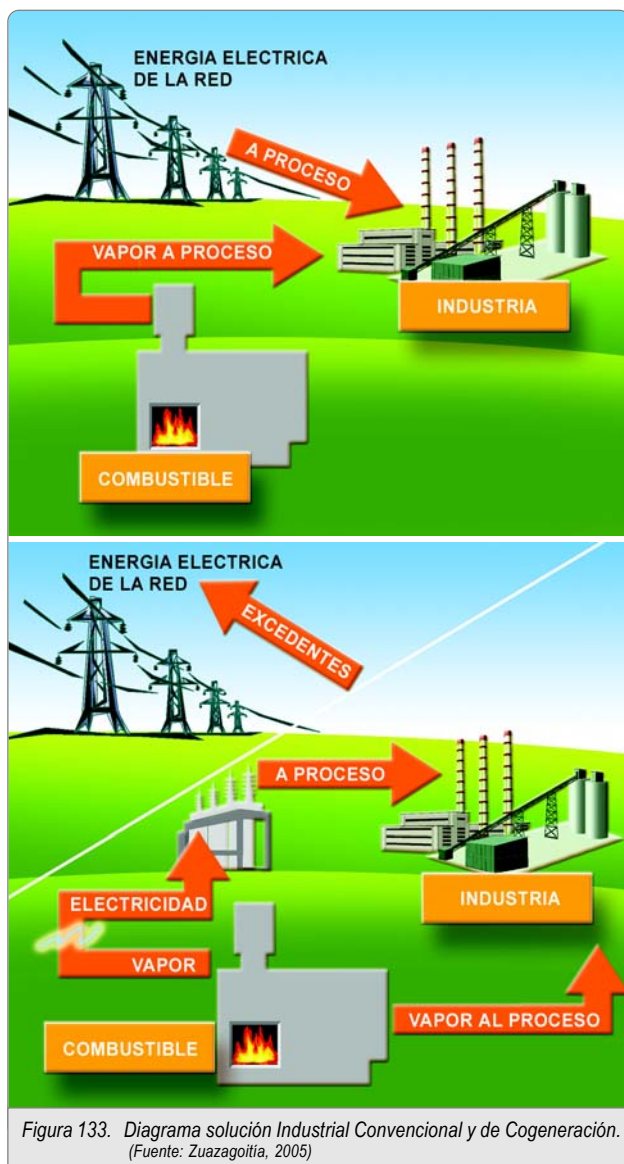 ENERGIA ELECTRICA
DE LA RED
A PROCESO
VAPOR A PROCESO
INDUSTRIA
COMBUSTIBLE
ENERGIA ELECTRICA
DE LA RED
EXCEDENTES
A PROCESO
ELECTRICIDAD
INDUSTRIA
VAPOR
VAPOR AL PROCESO
COMBUSTIBLE
Figura 133. Diagrama solución Industrial Convencional y de Cogeneración.
(Fuente: Zuazagoitia, 2005)